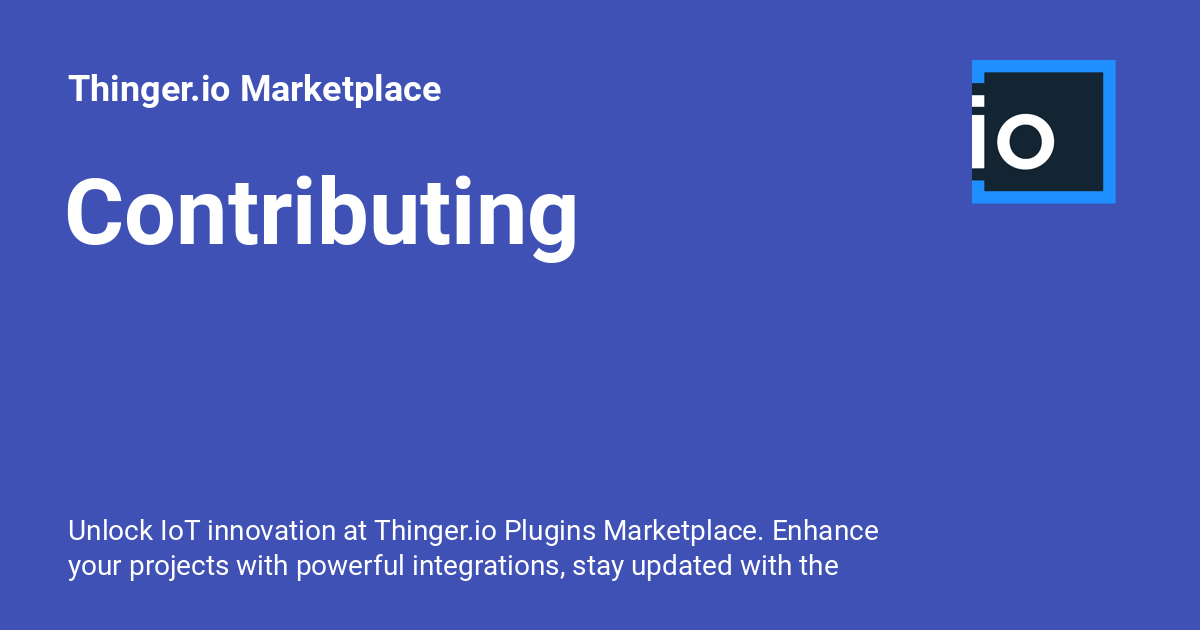 Thinger.io Marketplace
io
Contributing
Unlock IoT innovation at Thinger.io Plugins Marketplace. Enhance
your projects with powerful integrations, stay updated with the